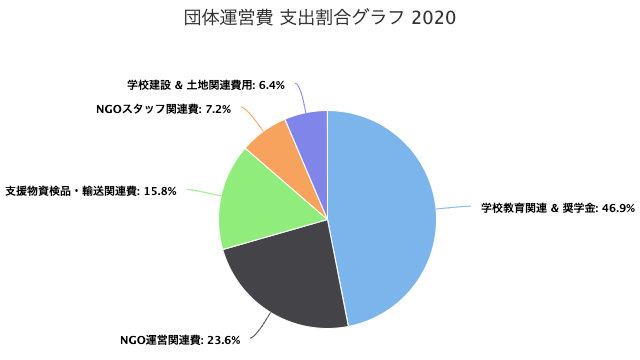 団体運営費 支出割合グラフ 2020
学校建設 & 土地関連費用: 6.4%
NGOスタッフ関連費: 7.2%
支援物資検品・輸送関連費: 15.8%
学校教育関連 & 奨学金: 46.9%
NGO運営関連費: 23.6%